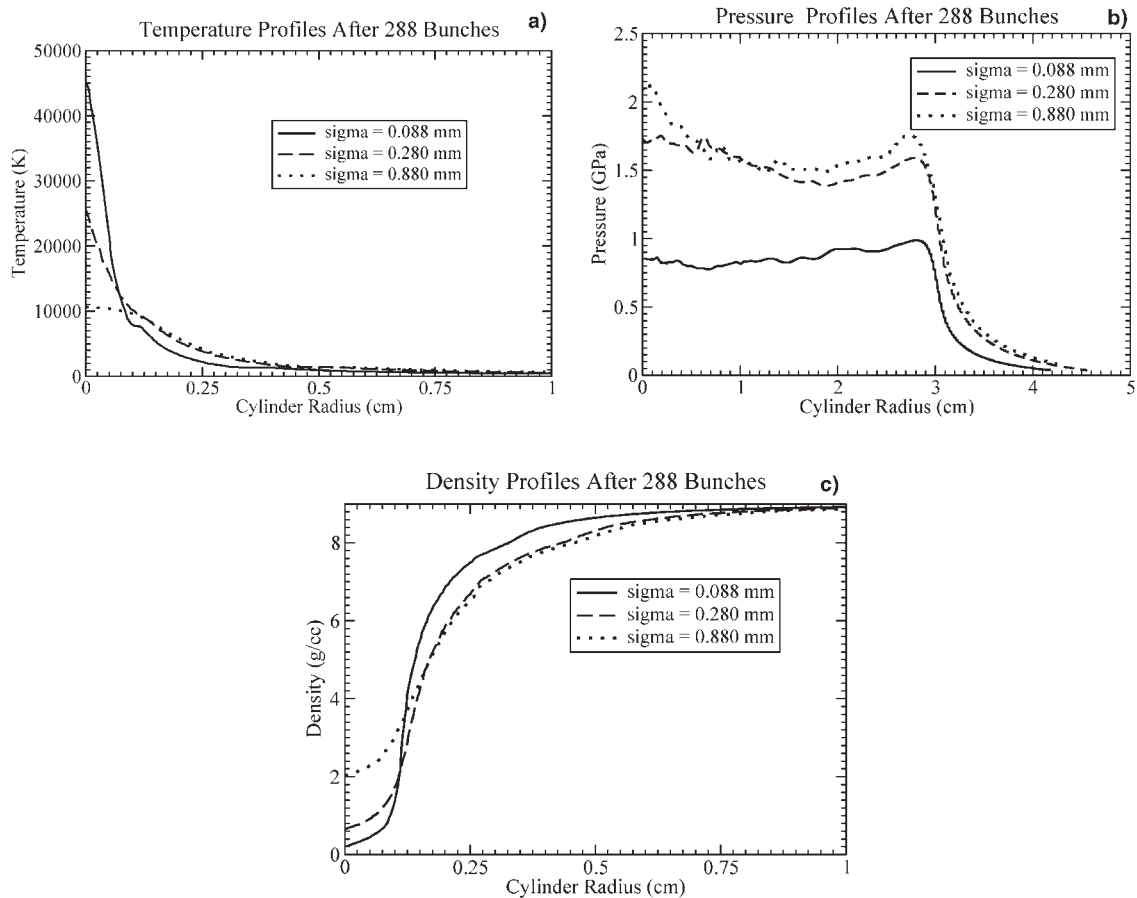 Temperature Profiles After 288 Bunches
a)
50000
40000
30000
20000
10000
0
Temperature (K)
sigma = 0.088 mm
sigma = 0.280 mm
sigma = 0.880 mm
0 0.25 0.5 0.75 1
Cylinder Radius (cm)
Pressure Profiles After 288 Bunches
b)
2.5
2
1.5
1
0.5
0
Pressure (GPa)
sigma = 0.088 mm
sigma = 0.280 mm
sigma = 0.880 mm
0 1 2 3 4 5
Cylinder Radius (cm)
Density Profiles After 288 Bunches
c)
8
6
4
2
0
Density (g/cc)
sigma = 0.088 mm
sigma = 0.280 mm
sigma = 0.880 mm
0 0.25 0.5 0.75 1
Cylinder Radius (cm)